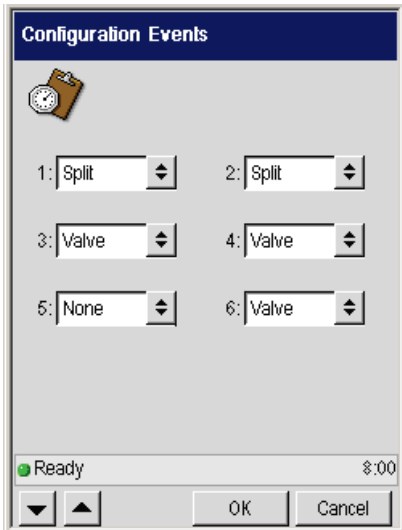 Configuration Events
1: Split 2: Split
3: Valve 4: Valve
5: None 6: Valve
Ready 8:00
OK Cancel